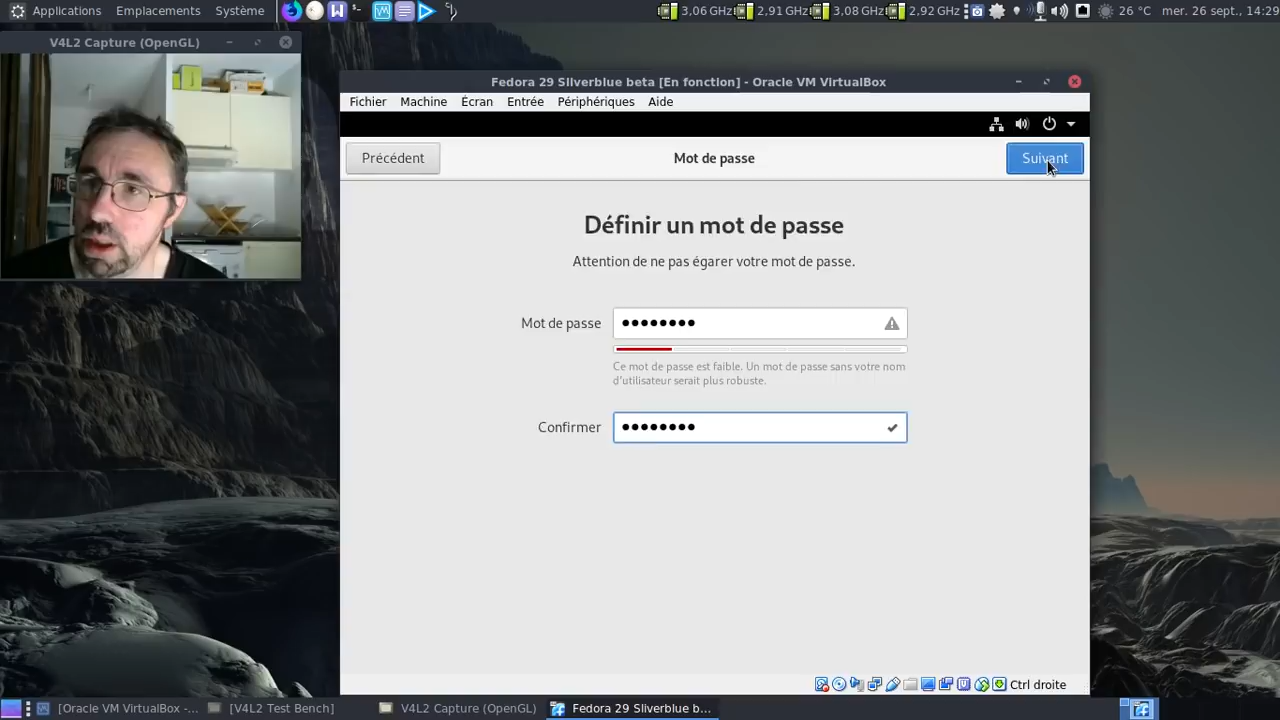 Applications Emplacements Système 3,06 GHz 2,91 GHz 3,08 GHz 2,92 GHz 26 °C mer. 26 sept., 14:29
V4L2 Capture (OpenGL)
Fedora 29 Silverblue beta [En fonction] - Oracle VM VirtualBox
Fichier Machine Écran Entrée Périphériques Aide
Précédent Mot de passe Suivant
Définir un mot de passe
Attention de ne pas égarer votre mot de passe.
Mot de passe ●●●●●●●●
Ce mot de passe est faible. Un mot de passe sans votre nom
d'utilisateur serait plus robuste.
Confirmer ●●●●●●●●
Ctrl droite
[Oracle VM VirtualBox -... [V4L2 Test Bench] V4L2 Capture (OpenGL) Fedora 29 Silverblue b...